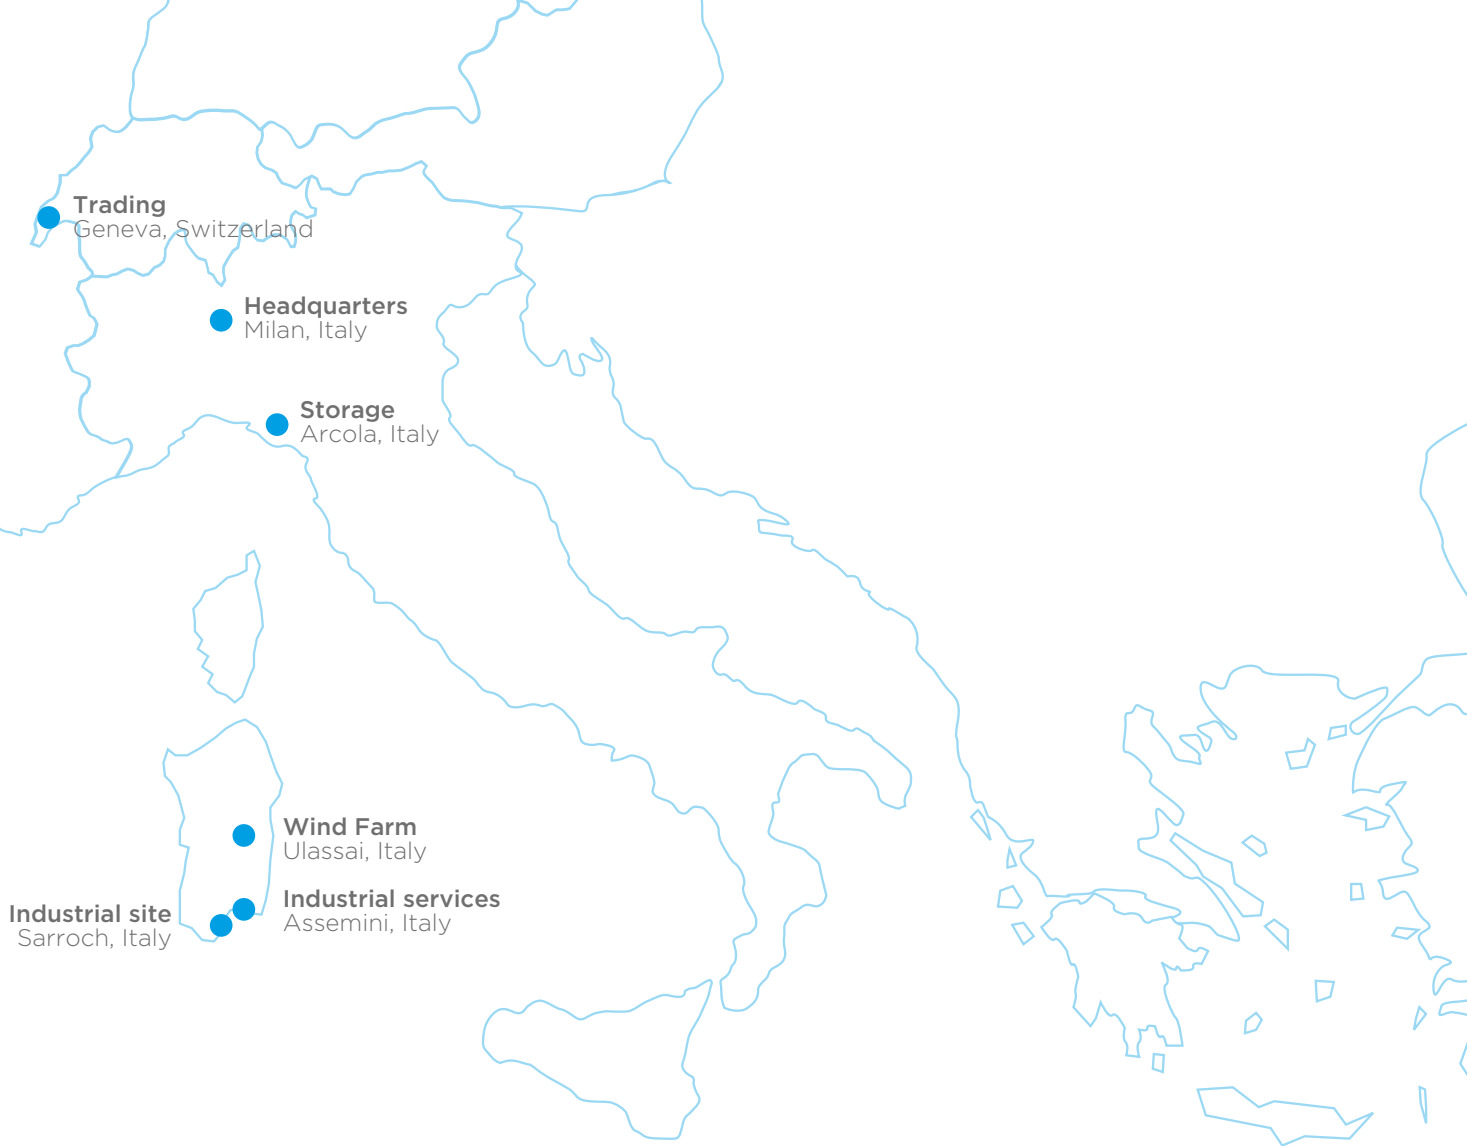 Trading
Geneva, Switzerland
Headquarters
Milan, Italy
Storage
Arcola, Italy
Wind Farm
Ulassai, Italy
Industrial services
Assemini, Italy
Industrial site
Sarroch, Italy